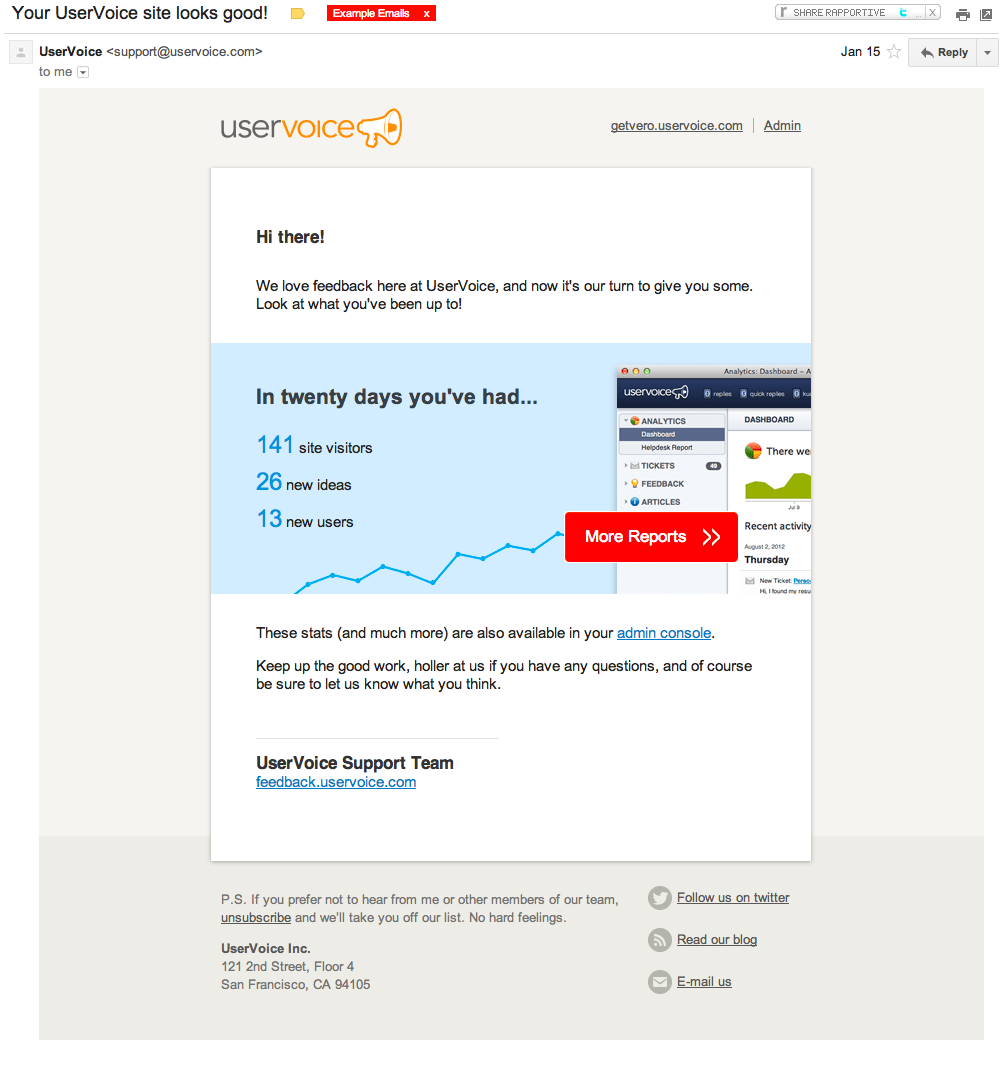 Your UserVoice site looks good!
Example Emails x
SHARE RAPPORTIVE ... X
UserVoice <support@uservoice.com>
Jan 15
Reply
to me
uservoice
getvero.uservoice.com
Admin
Hi there!
We love feedback here at UserVoice, and now it's our turn to give you some.
Look at what you've been up to!
In twenty days you've had...
141 site visitors
26 new ideas
13 new users
Analytics: Dashboard – A
uservoice
0 replies 0 quick replies 0 ku
ANALYTICS
Dashboard
Helpdesk Report
TICKETS 49
FEEDBACK
ARTICLES
DASHBOARD
There we
Jul 9
Recent activity
August 2, 2012
Thursday
New Ticket: Perso
Hi, I found my resu
More Reports
These stats (and much more) are also available in your admin console.
Keep up the good work, holler at us if you have any questions, and of course
be sure to let us know what you think.
UserVoice Support Team
feedback.uservoice.com
P.S. If you prefer not to hear from me or other members of our team,
unsubscribe and we'll take you off our list. No hard feelings.
UserVoice Inc.
121 2nd Street, Floor 4
San Francisco, CA 94105
Follow us on twitter
Read our blog
E-mail us